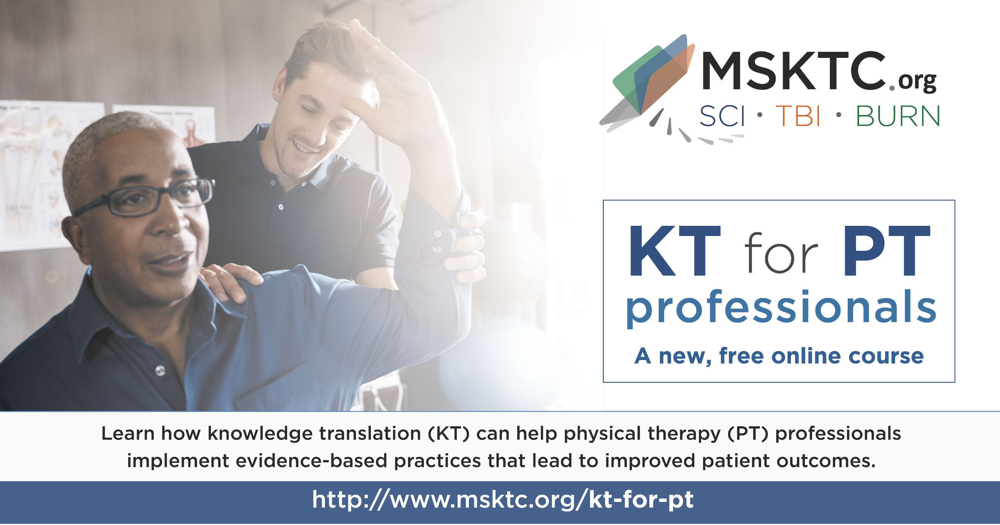 MSKTC.org
SCI • TBI • BURN
KT for PT
professionals
A new, free online course
Learn how knowledge translation (KT) can help physical therapy (PT) professionals
implement evidence-based practices that lead to improved patient outcomes.
http://www.msktc.org/kt-for-pt